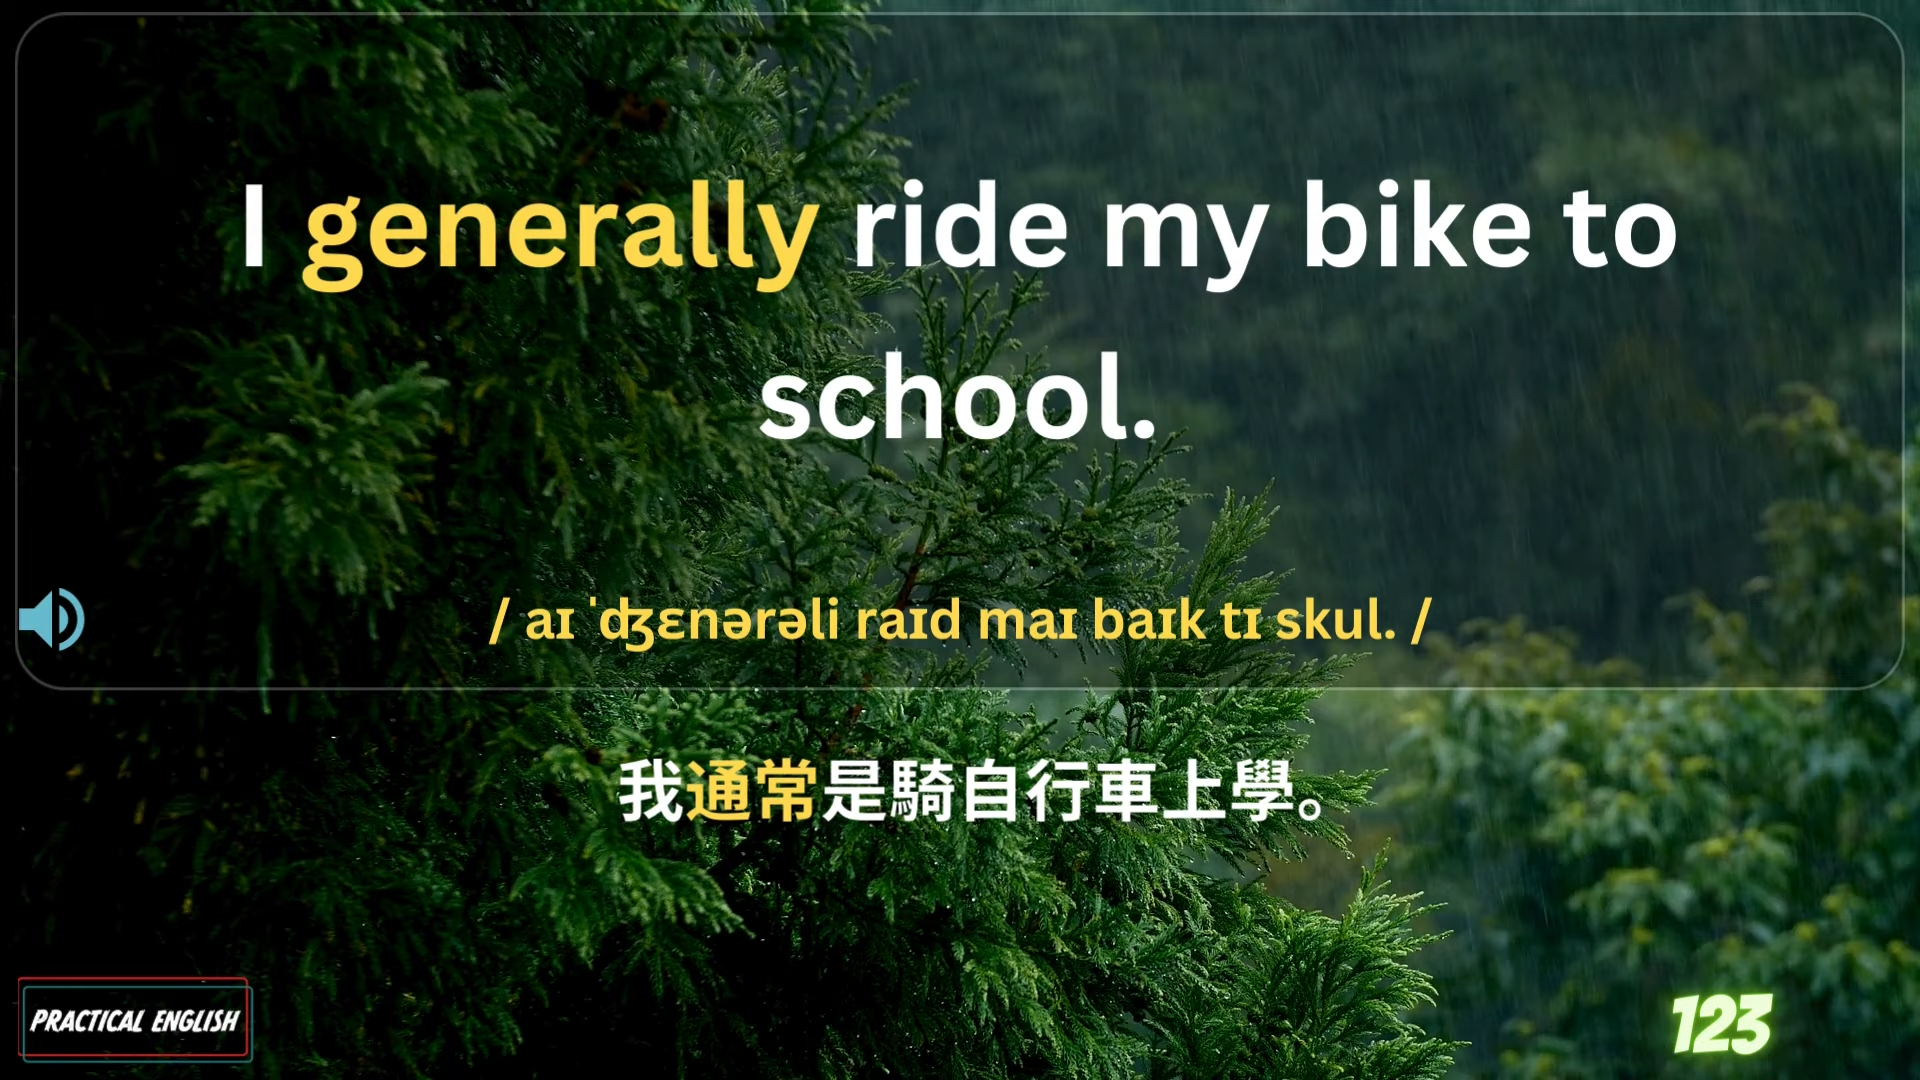 I generally ride my bike to
school.
/ aɪ ˈʤɛnərəli raɪd maɪ baɪk tɪ skul. /
我通常是騎自行車上學。
PRACTICAL ENGLISH
123